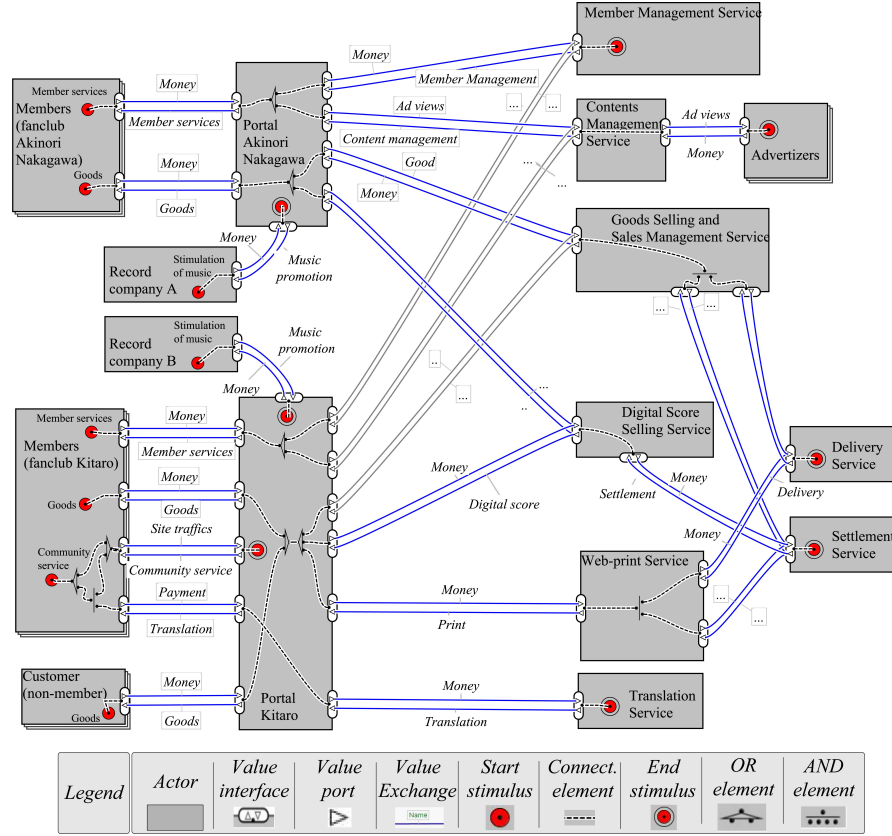 Member Management Service
Money
Member Management
Member services
Members
(fanclub
Akinori
Nakagawa)
Goods
Money
Member services
Money
Goods
Portal
Akinori
Nakagawa
Ad views
Content management
Good
Money
...
...
Contents
Management
Service
Ad views
Money
Advertizers
...
...
Goods Selling and
Sales Management Service
...
...
Money
Music
promotion
Stimulation
of music
Record
company A
Stimulation
of music
Record
company B
Music
promotion
Money
..
...
...
..
Member services
Members
(fanclub Kitaro)
Goods
Community
service
Money
Member services
Money
Goods
Site traffics
Community service
Payment
Translation
Digital Score
Selling Service
Money
Digital score
Settlement
Money
Delivery
Service
Delivery
Money
Settlement
Service
Web-print Service
Money
Print
...
...
Customer
(non-member)
Goods
Money
Goods
Portal
Kitaro
Money
Translation
Translation
Service
Legend
Actor
Value
interface
Value
port
Value
Exchange
Name
Start
stimulus
Connect.
element
End
stimulus
OR
element
AND
element